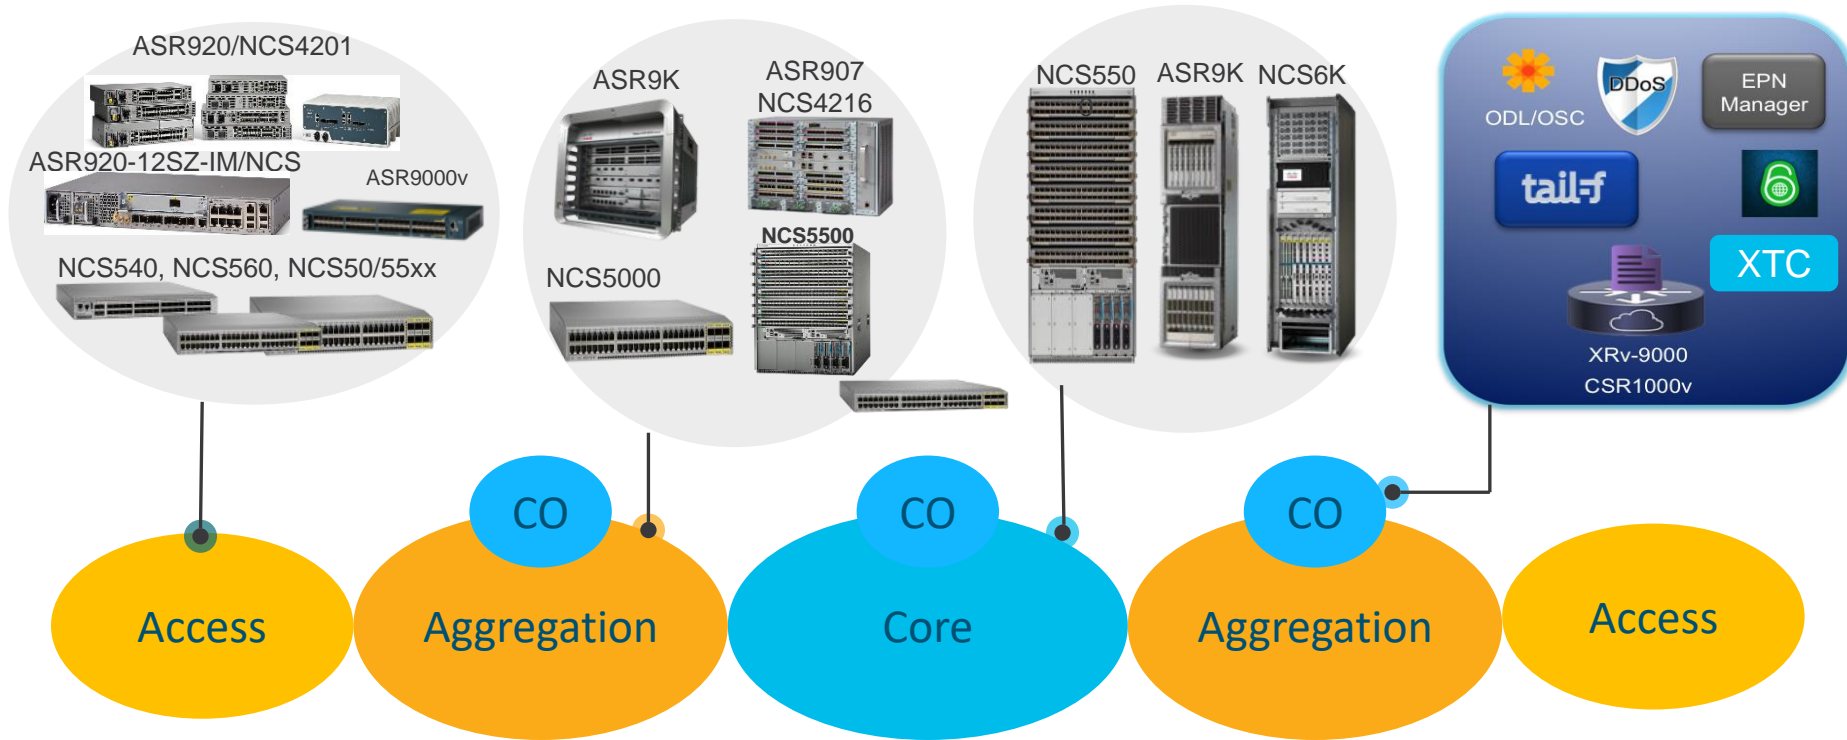 ASR920/NCS4201
ASR920-12SZ-IM/NCS
ASR9000v
NCS540, NCS560, NCS50/55xx
ASR9K
ASR907
NCS4216
NCS5500
NCS5000
NCS550
ASR9K
NCS6K
ODL/OSC
DDoS
EPN
Manager
tail-f
XTC
XRv-9000
CSR1000v
CO
CO
CO
Access
Aggregation
Core
Aggregation
Access